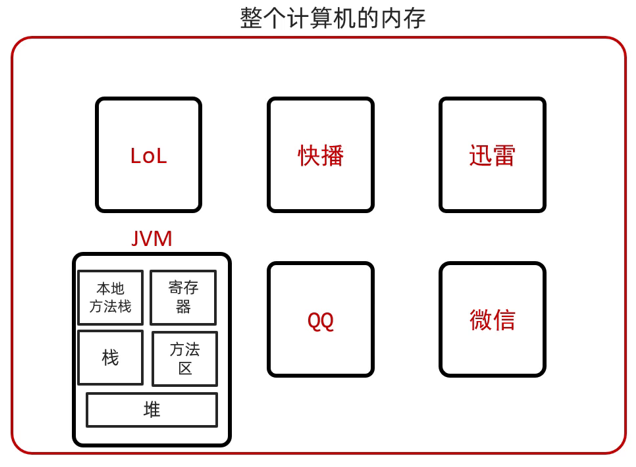 整个计算机的内存
LoL
快播
迅雷
JVM
本地
方法栈
寄存
器
栈
方法
区
堆
QQ
微信